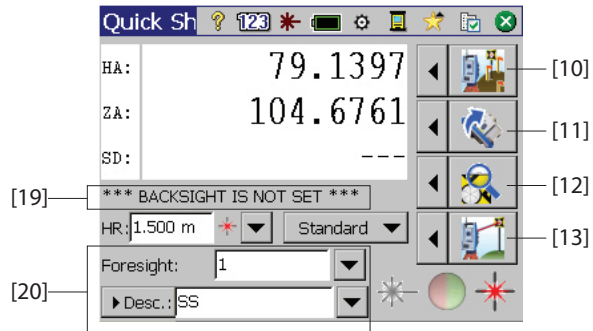 Quick Sh ? 123
HA: 79.1397
[10]
ZA: 104.6761
[11]
SD: ---
[12]
[19] *** BACKSIGHT IS NOT SET ***
HR: 1.500 m Standard
[13]
Foresight: 1
[20]
Desc.: SS